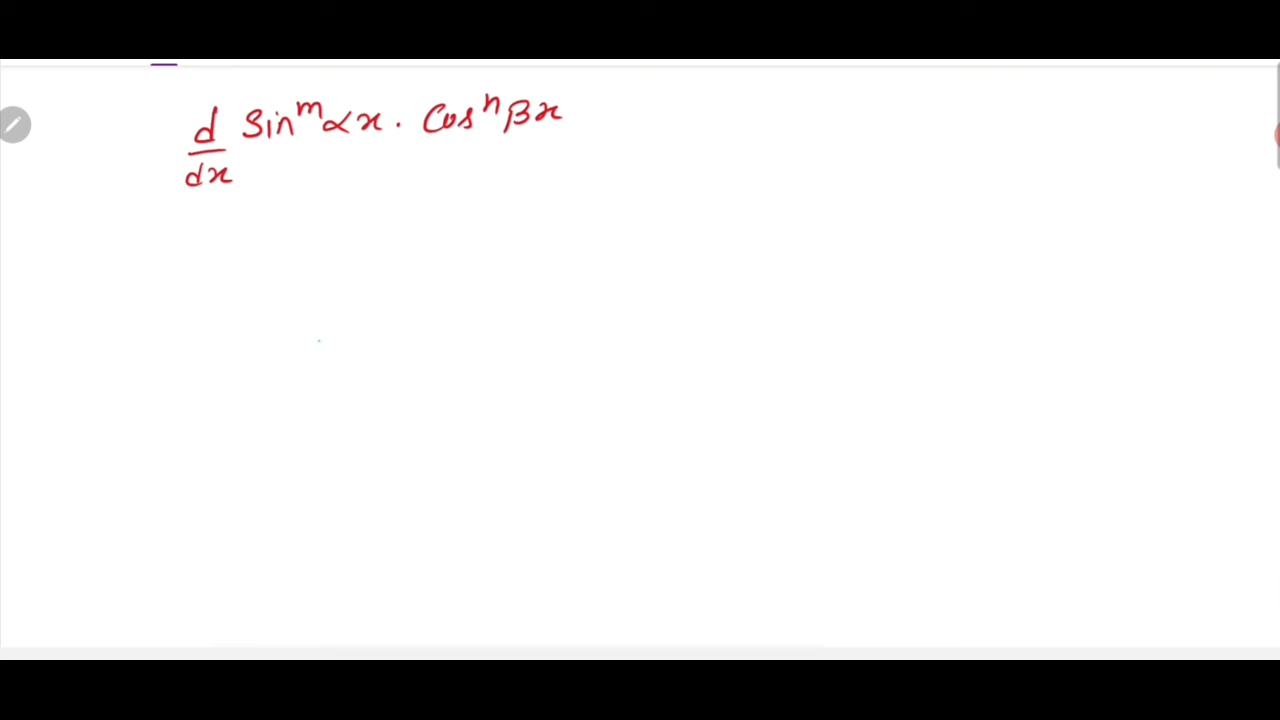 d/dx Sin^m αx . Cos^n βx